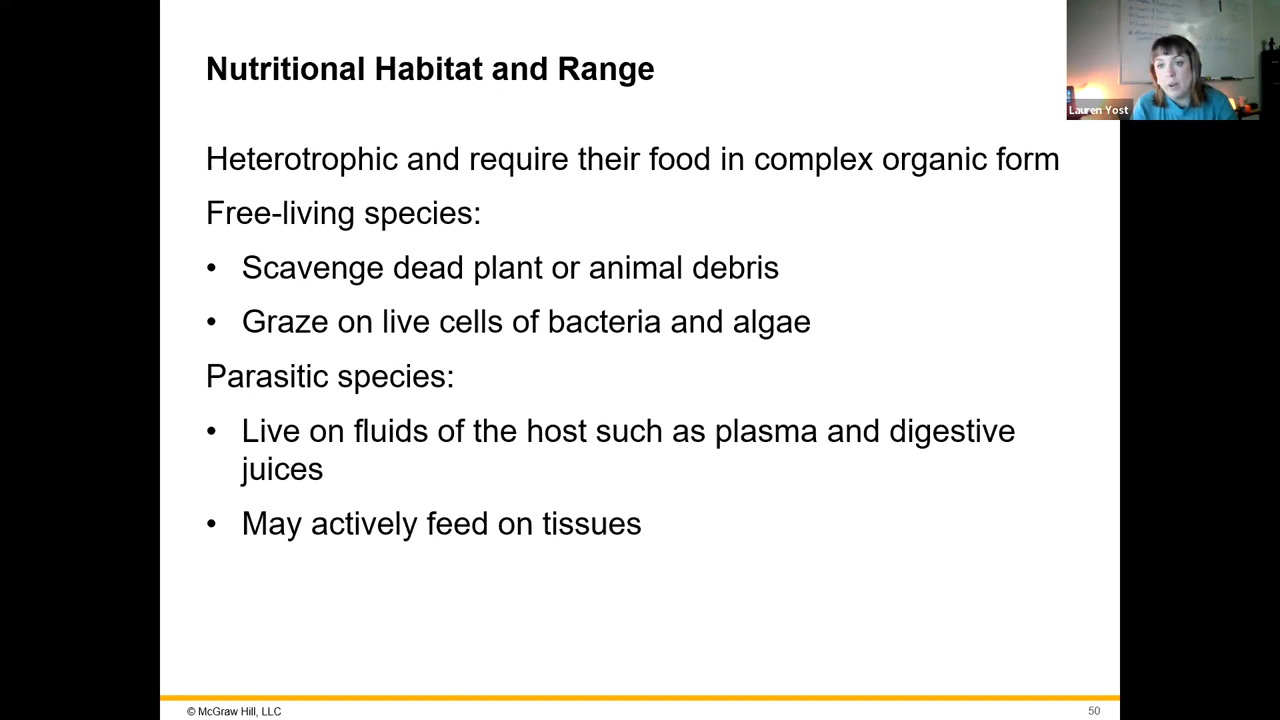 Nutritional Habitat and Range
Lauren Yost
Heterotrophic and require their food in complex organic form
Free-living species:
• Scavenge dead plant or animal debris
• Graze on live cells of bacteria and algae
Parasitic species:
• Live on fluids of the host such as plasma and digestive
juices
• May actively feed on tissues
© McGraw Hill, LLC
50